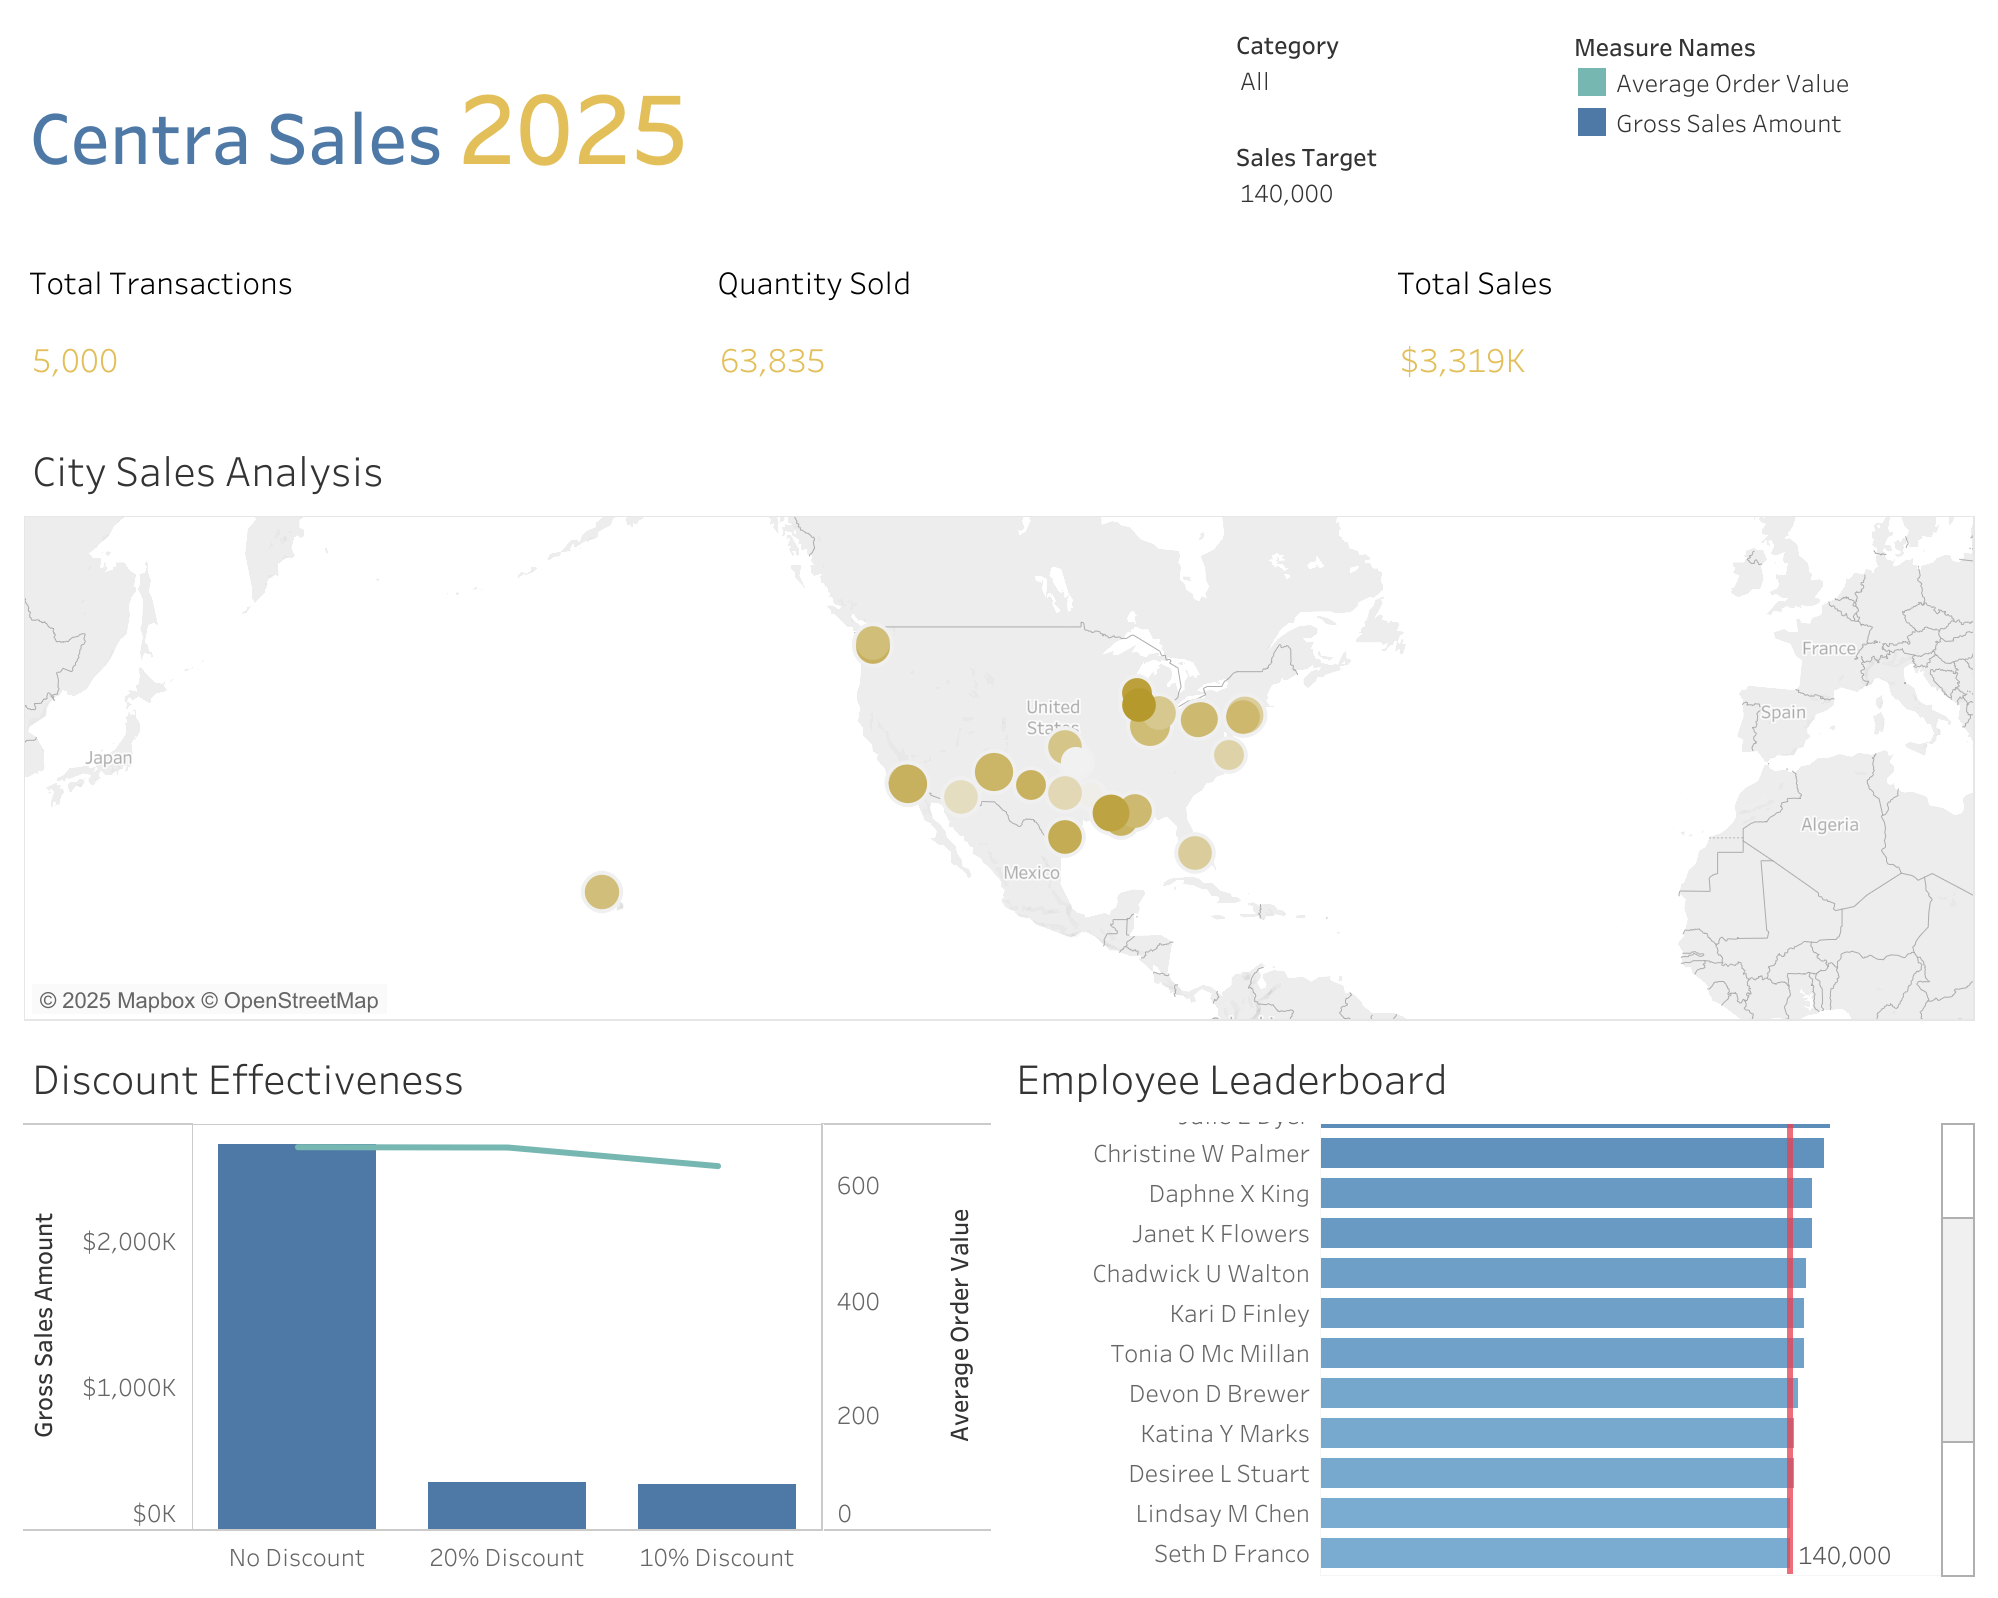 Centra Sales 2025
Category
All
Sales Target
140,000
Measure Names
Average Order Value
Gross Sales Amount
Total Transactions
5,000
Quantity Sold
63,835
Total Sales
$3,319K
City Sales Analysis
United
States
Japan
Mexico
France
Spain
Algeria
© 2025 Mapbox © OpenStreetMap
Discount Effectiveness
Gross Sales Amount
$2,000K
$1,000K
$0K
600
400
200
0
Average Order Value
No Discount
20% Discount
10% Discount
Employee Leaderboard
Christine W Palmer
Daphne X King
Janet K Flowers
Chadwick U Walton
Kari D Finley
Tonia O Mc Millan
Devon D Brewer
Katina Y Marks
Desiree L Stuart
Lindsay M Chen
Seth D Franco
140,000